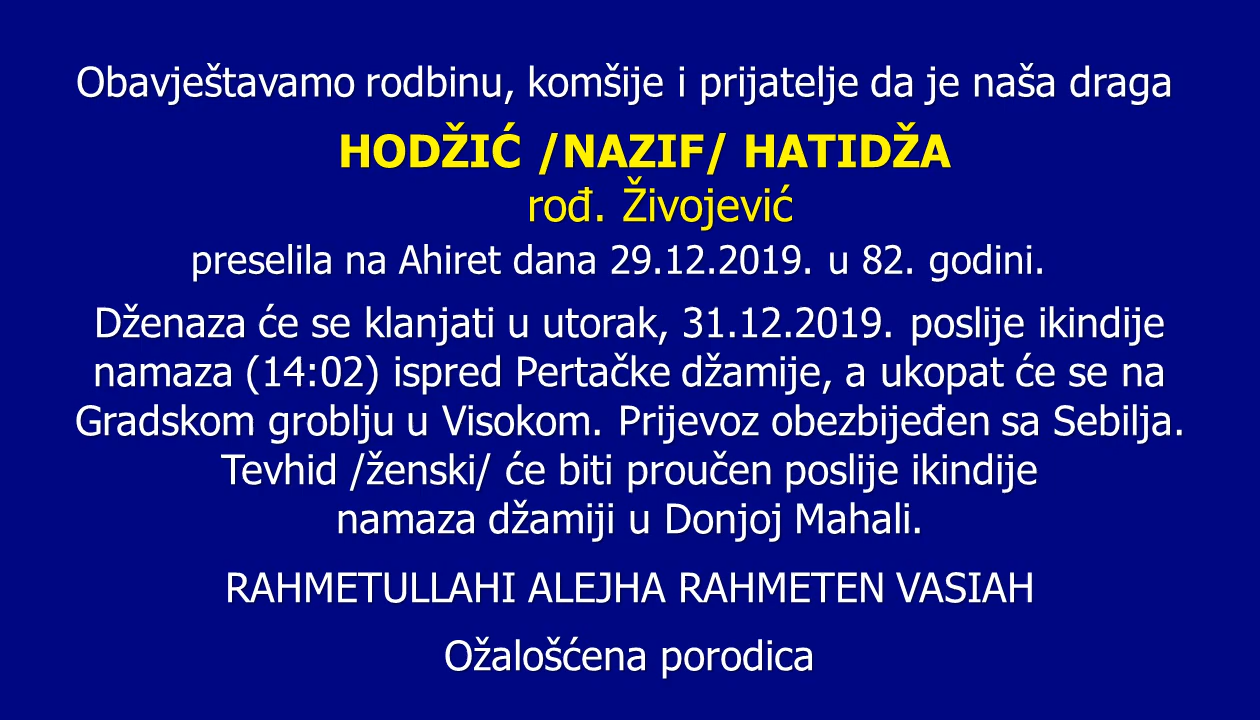 Obavještavamo rodbinu, komšije i prijatelje da je naša draga
HODŽIĆ /NAZIF/ HATIDŽA
rođ. Živojević
preselila na Ahiret dana 29.12.2019. u 82. godini.
Dženaza će se klanjati u utorak, 31.12.2019. poslije ikindije
namaza (14:02) ispred Pertačke džamije, a ukopat će se na
Gradskom groblju u Visokom. Prijevoz obezbijeđen sa Sebilja.
Tevhid /ženski/ će biti proučen poslije ikindije
namaza džamiji u Donjoj Mahali.
RAHMETULLAHI ALEJHA RAHMETEN VASIAH
Ožalošćena porodica